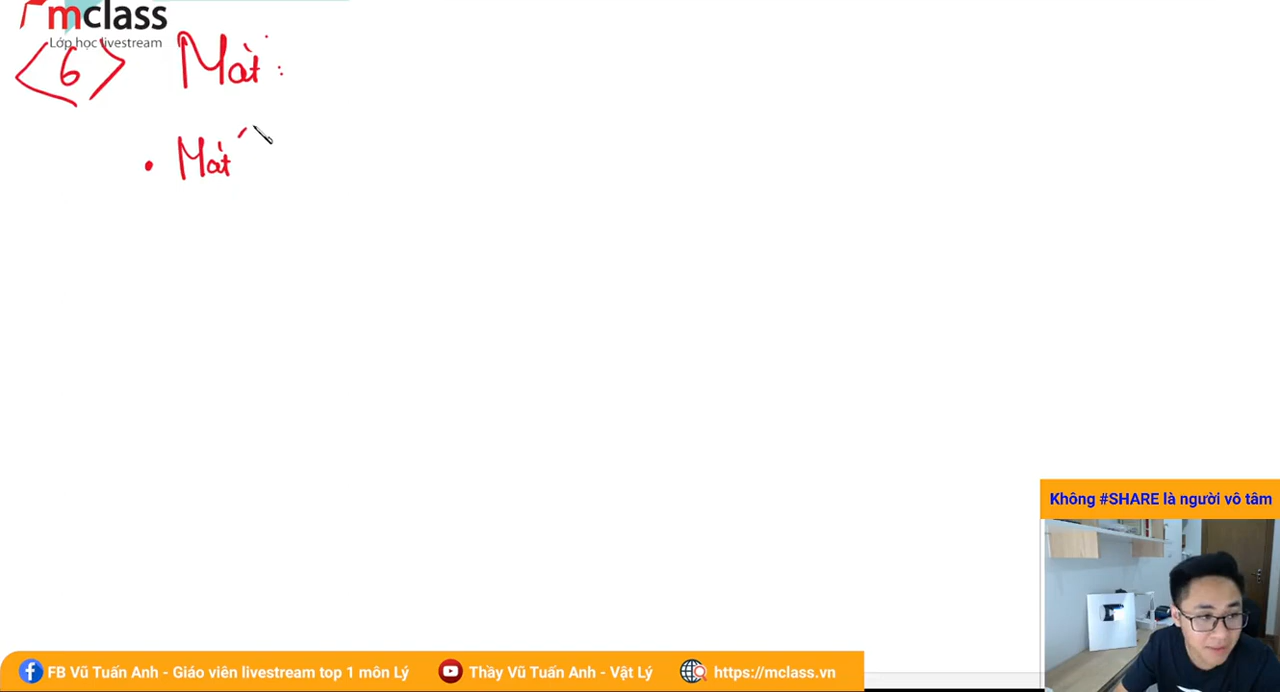 mclass
Lớp học livestream
<6> Mắt:
• Mắt
Không #SHARE là người vô tâm
FB Vũ Tuấn Anh - Giáo viên livestream top 1 môn Lý
Thầy Vũ Tuấn Anh - Vật Lý
https://mclass.vn